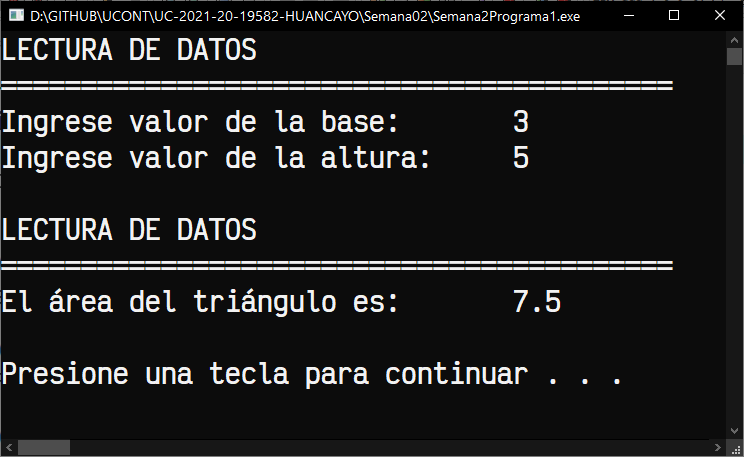 D:\GITHUB\UCONT\UC-2021-20-19582-HUANCAYO\Semana02\Semana2Programa1.exe
LECTURA DE DATOS
==========================================
Ingrese valor de la base:       3
Ingrese valor de la altura:     5
LECTURA DE DATOS
==========================================
El área del triángulo es:       7.5
Presione una tecla para continuar . . .